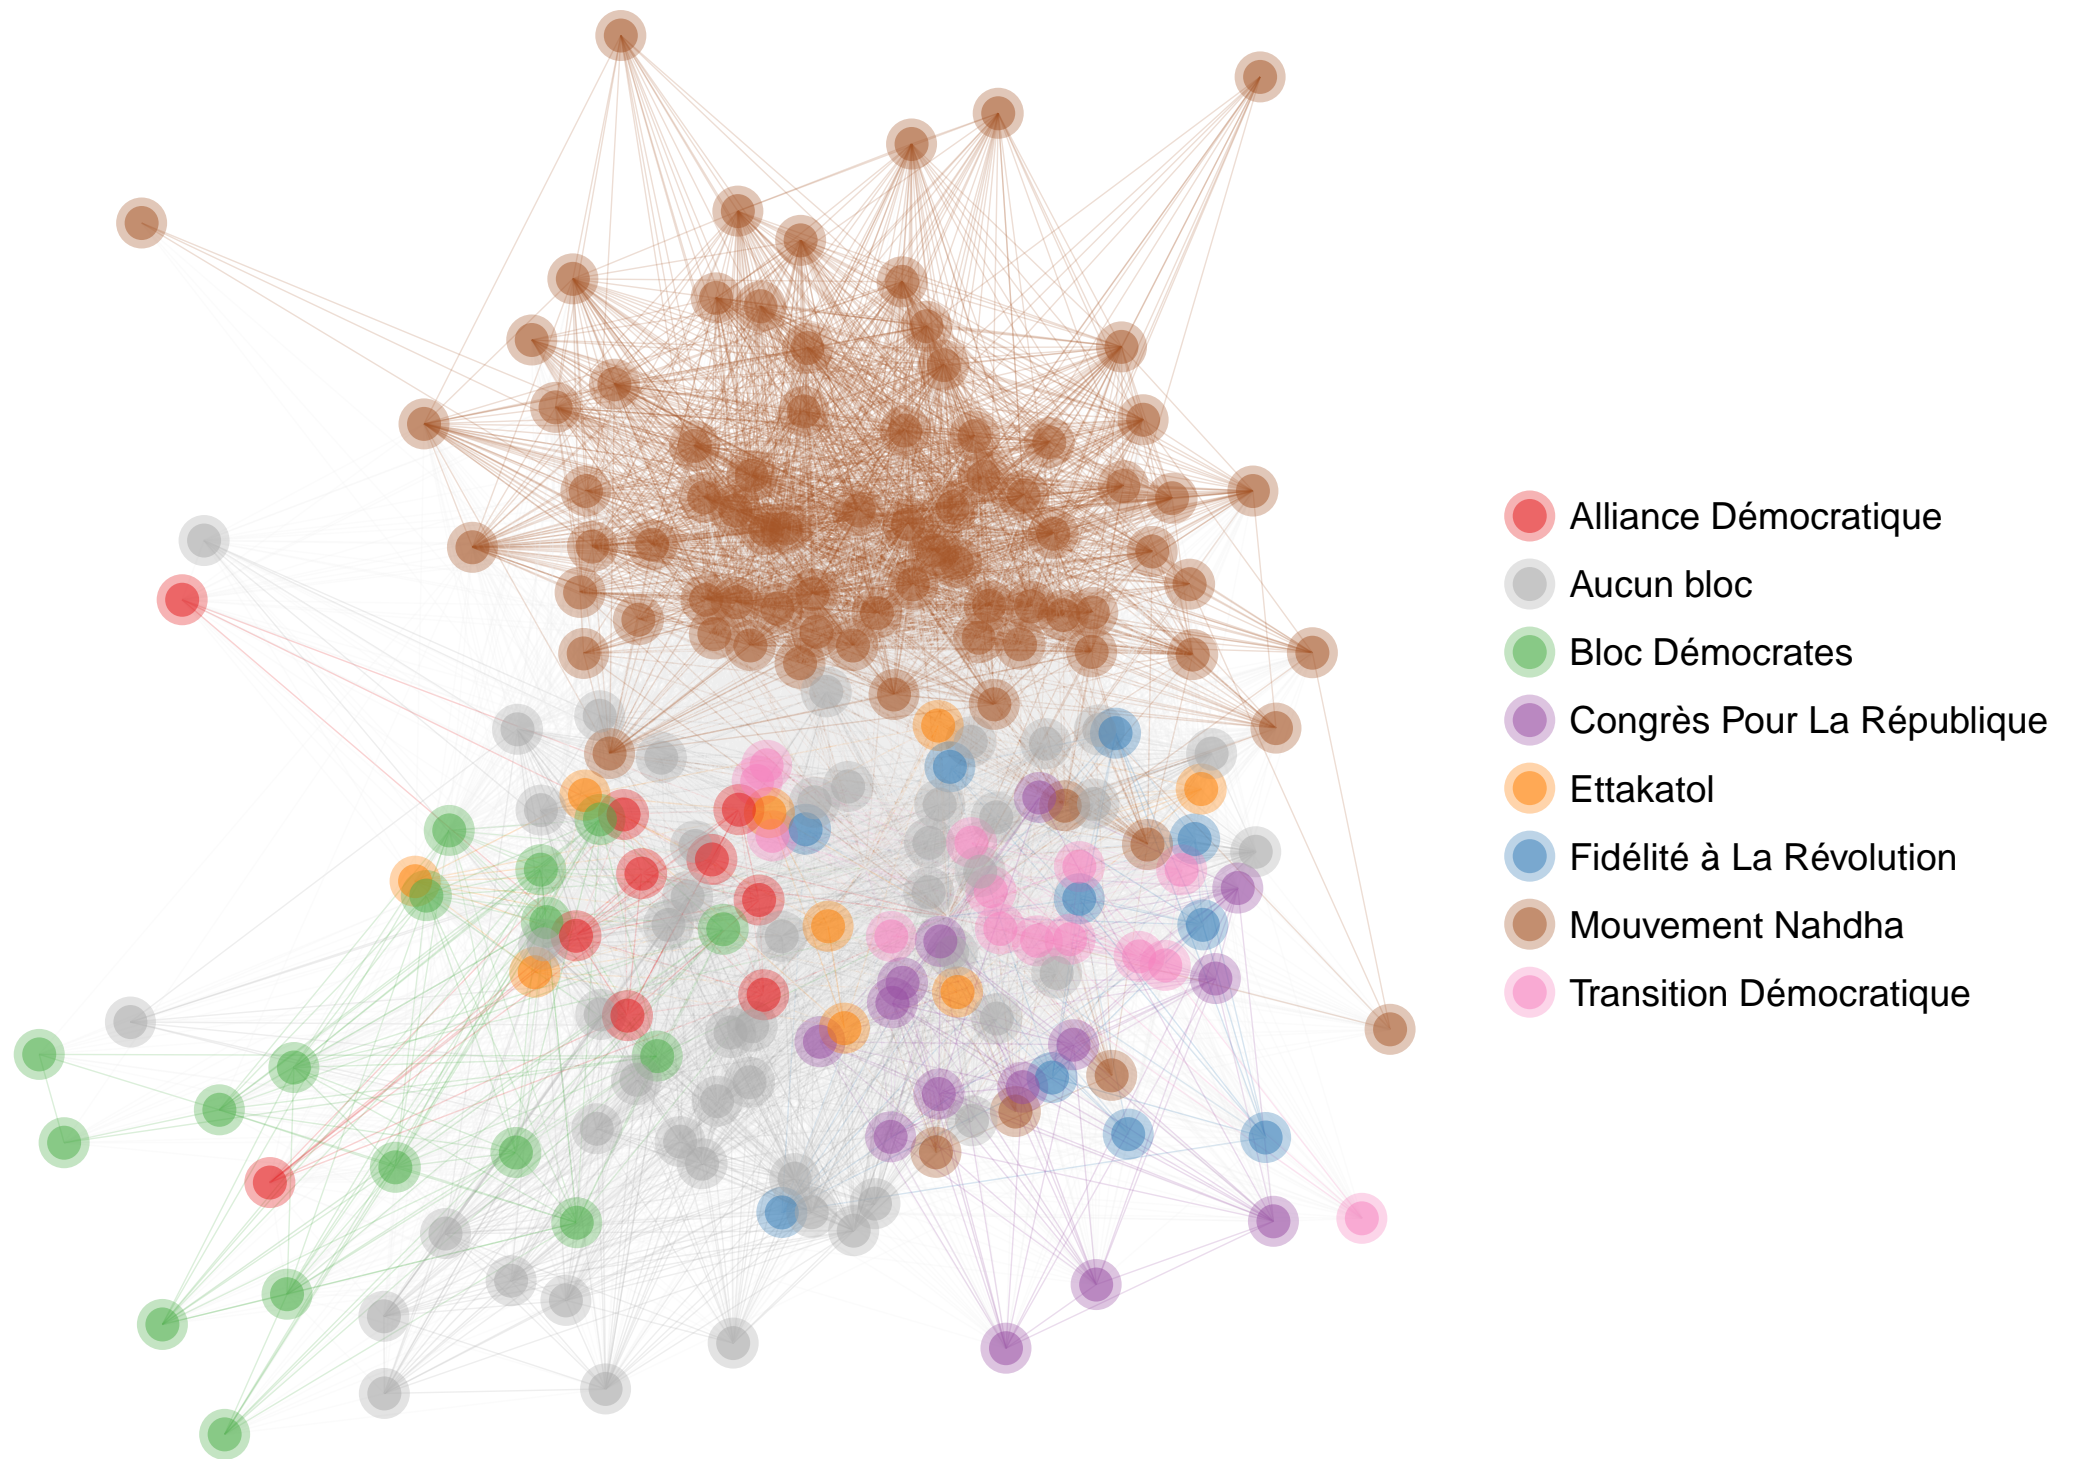 Alliance Démocratique
Aucun bloc
Bloc Démocrates
Congrès Pour La République
Ettakatol
Fidélité à La Révolution
Mouvement Nahdha
Transition Démocratique